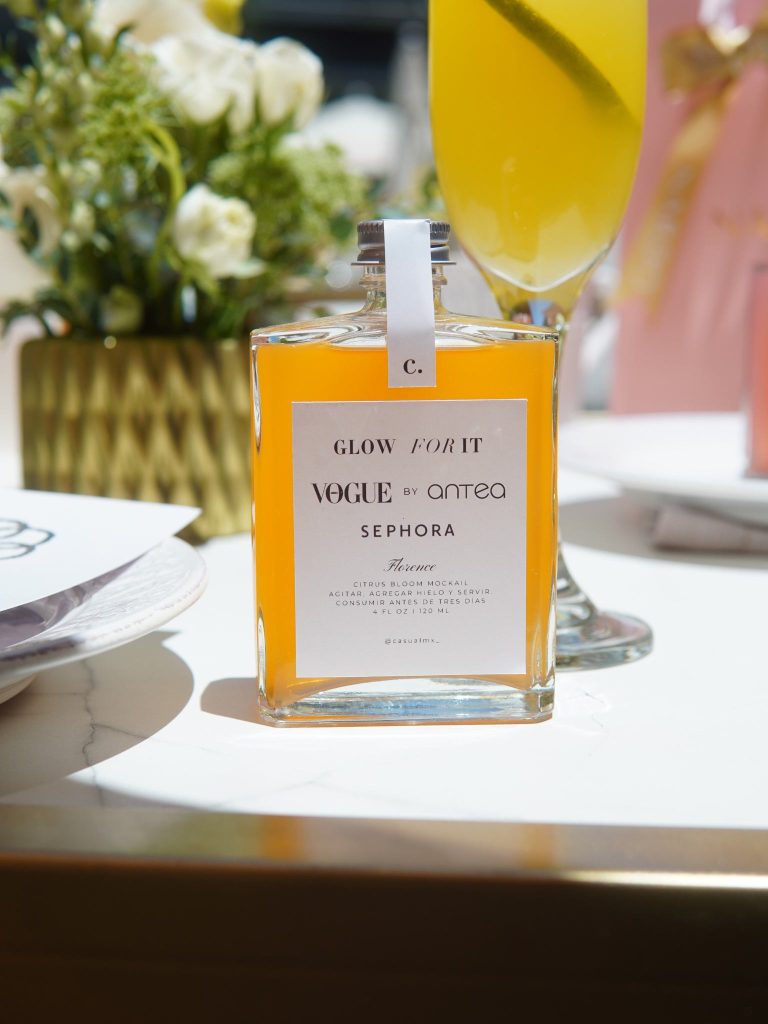 c.
GLOW FOR IT
VOGUE BY antea
SEPHORA
Florence
CITRUS BLOOM MOCKAIL
AGITAR, AGREGAR HIELO Y SERVIR
CONSUMIR ANTES DE TRES DÍAS
4 FL OZ | 120 ML
@casualmx_